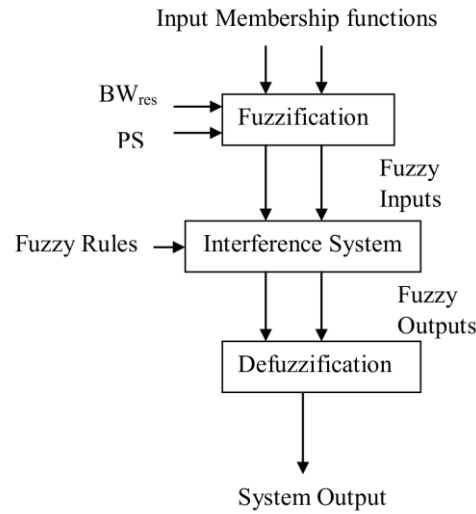 Input Membership functions
BWres
Fuzzification
PS
Fuzzy
Inputs
Fuzzy Rules
Interference System
Fuzzy
Outputs
Defuzzification
System Output